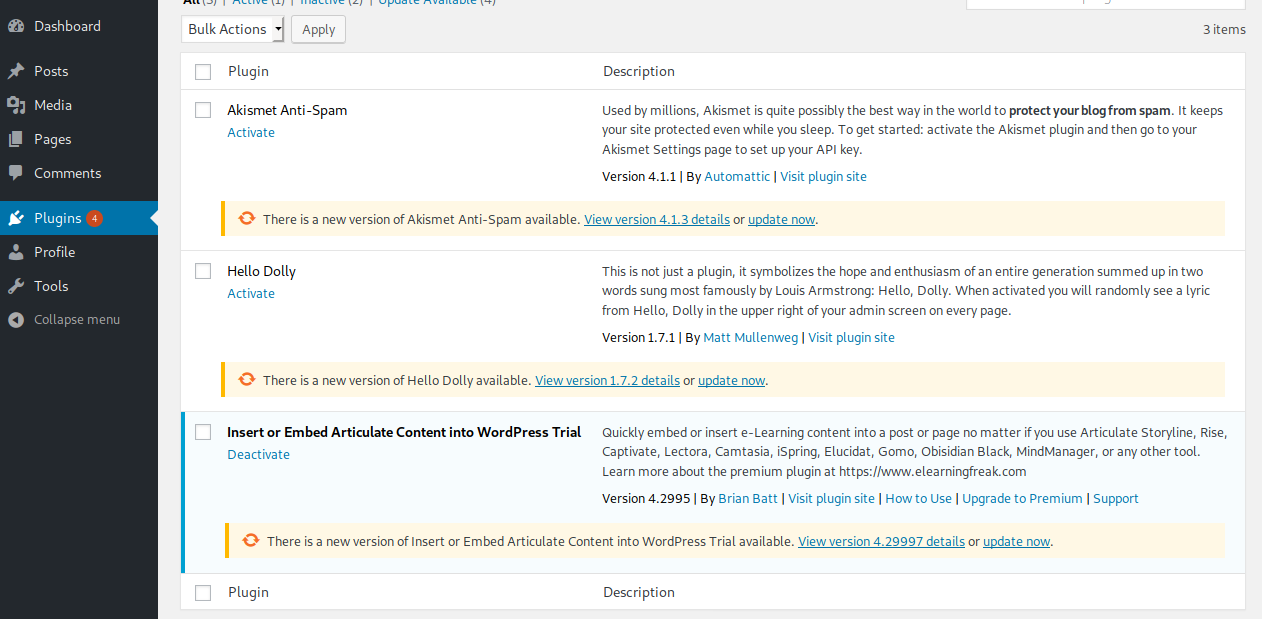 All (3) | Active (1) | Inactive (2) | Update Available (4)
Dashboard
Posts
Media
Pages
Comments
Plugins 4
Profile
Tools
Collapse menu
Bulk Actions Apply
3 items
Plugin Description
Akismet Anti-Spam
Activate
Used by millions, Akismet is quite possibly the best way in the world to protect your blog from spam. It keeps
your site protected even while you sleep. To get started: activate the Akismet plugin and then go to your
Akismet Settings page to set up your API key.
Version 4.1.1 | By Automattic | Visit plugin site
There is a new version of Akismet Anti-Spam available. View version 4.1.3 details or update now.
Hello Dolly
Activate
This is not just a plugin, it symbolizes the hope and enthusiasm of an entire generation summed up in two
words sung most famously by Louis Armstrong: Hello, Dolly. When activated you will randomly see a lyric
from Hello, Dolly in the upper right of your admin screen on every page.
Version 1.7.1 | By Matt Mullenweg | Visit plugin site
There is a new version of Hello Dolly available. View version 1.7.2 details or update now.
Insert or Embed Articulate Content into WordPress Trial
Deactivate
Quickly embed or insert e-Learning content into a post or page no matter if you use Articulate Storyline, Rise,
Captivate, Lectora, Camtasia, iSpring, Elucidat, Gomo, Obisidian Black, MindManager, or any other tool.
Learn more about the premium plugin at https://www.elearningfreak.com
Version 4.2995 | By Brian Batt | Visit plugin site | How to Use | Upgrade to Premium | Support
There is a new version of Insert or Embed Articulate Content into WordPress Trial available. View version 4.29997 details or update now.
Plugin Description